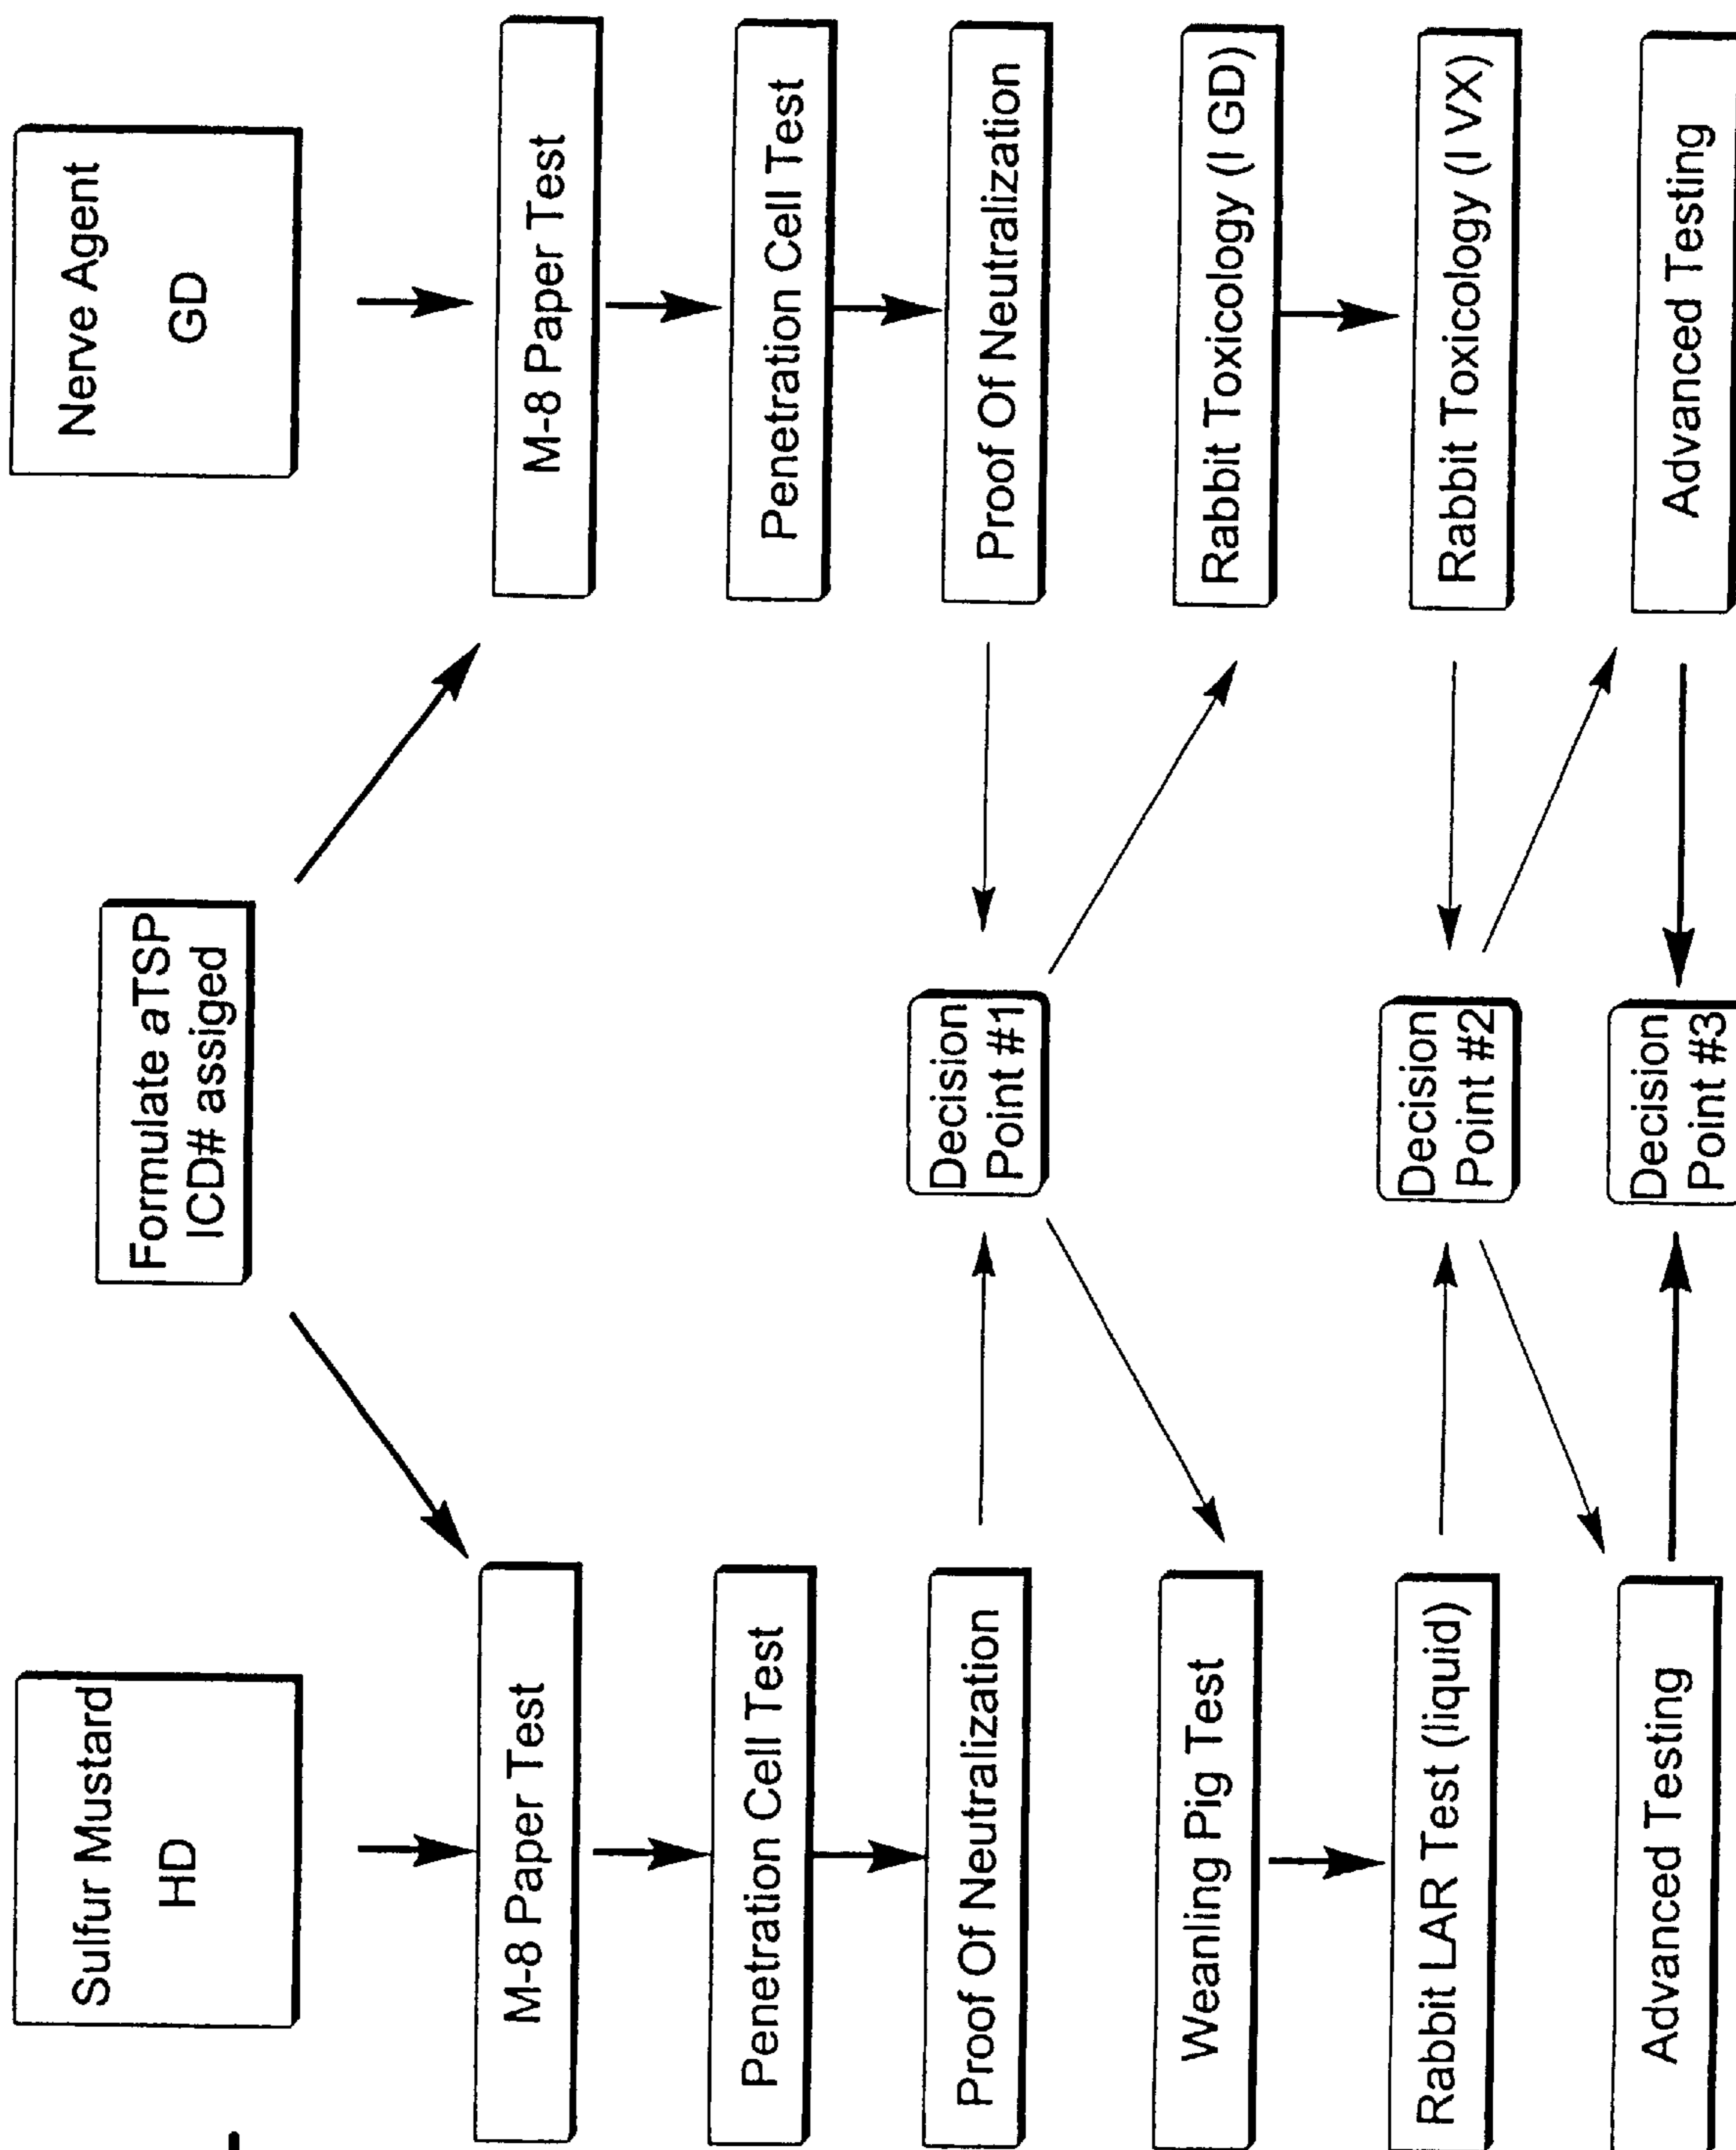 Sulfur Mustard
HD
Formulate aTSP
ICD# assiged
Nerve Agent
GD
M-8 Paper Test
M-8 Paper Test
Penetration Cell Test
Penetration Cell Test
Proof Of Neutralization
Decision
Point #1
Proof Of Neutralization
Weanling Pig Test
Rabbit Toxicology (I GD)
Rabbit LAR Test (liquid)
Decision
Point #2
Rabbit Toxicology (I VX)
Advanced Testing
Decision
Point #3
Advanced Testing